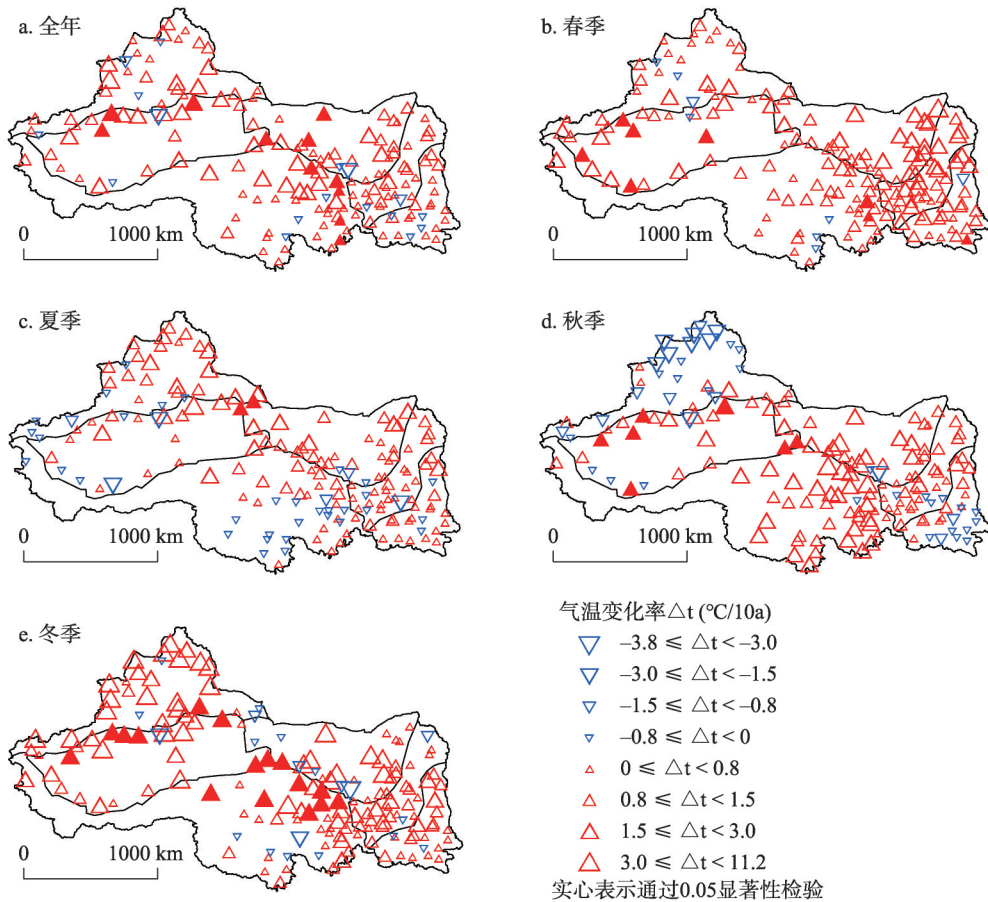 a. 全年
b. 春季
0 1000 km
0 1000 km
c. 夏季
d. 秋季
0 1000 km
0 1000 km
e. 冬季
0 1000 km
气温变化率△t (°C/10a)
–3.8 ≤ △t < –3.0
–3.0 ≤ △t < –1.5
–1.5 ≤ △t < –0.8
–0.8 ≤ △t < 0
0 ≤ △t < 0.8
0.8 ≤ △t < 1.5
1.5 ≤ △t < 3.0
3.0 ≤ △t < 11.2
实心表示通过0.05显著性检验